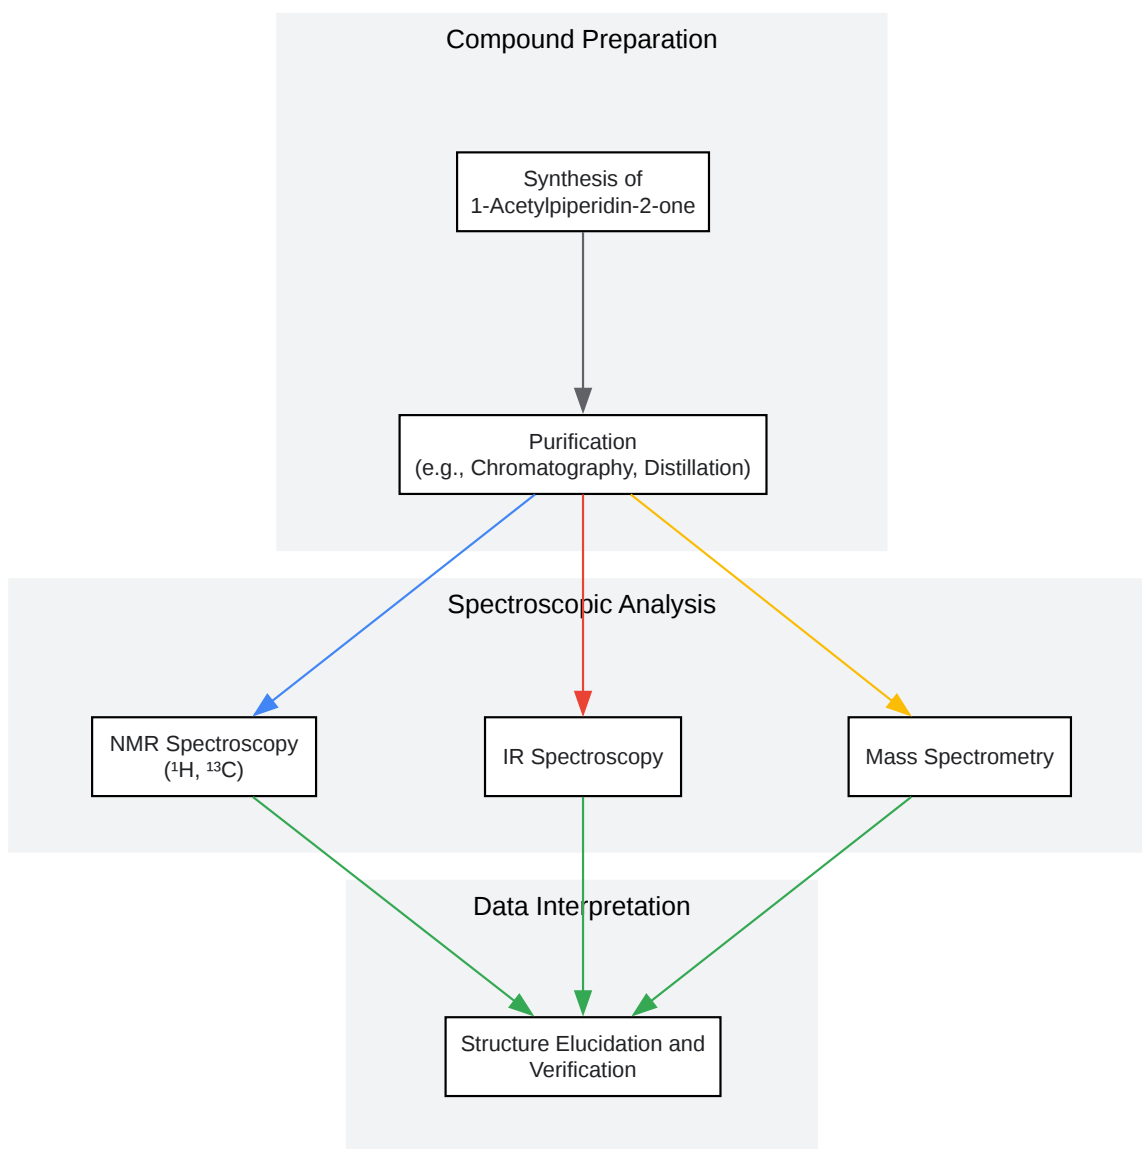 Compound Preparation
Synthesis of
1-Acetylpiperidin-2-one
Purification
(e.g., Chromatography, Distillation)
Spectroscopic Analysis
NMR Spectroscopy
(¹H, ¹³C)
IR Spectroscopy
Mass Spectrometry
Data Interpretation
Structure Elucidation and
Verification